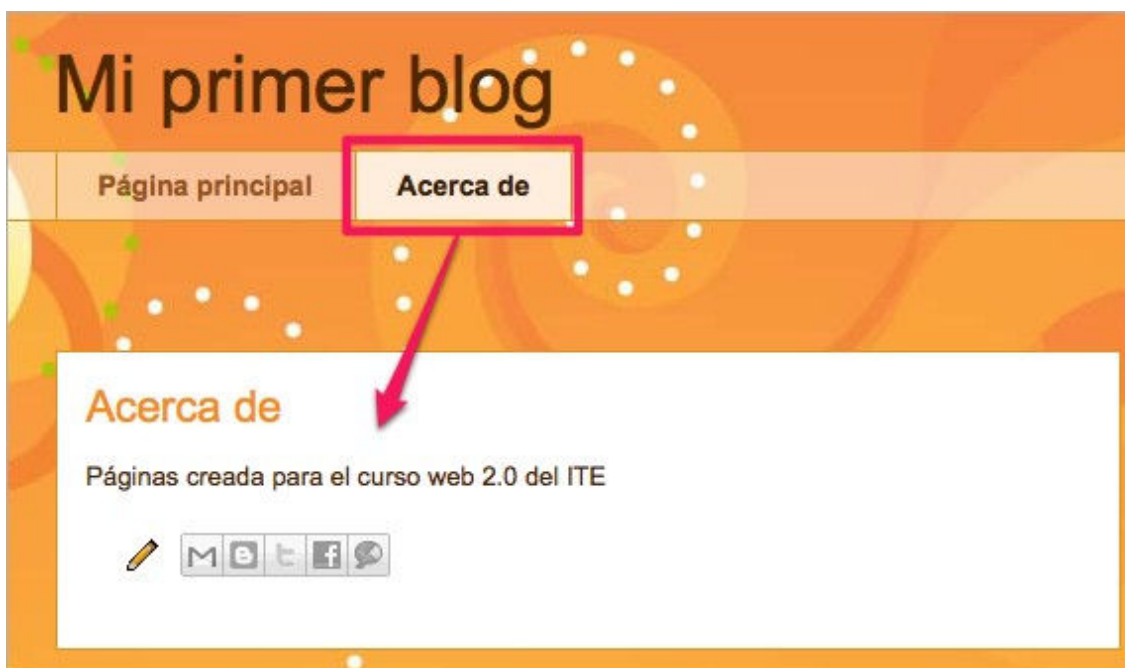 Mi primer blog
Página principal Acerca de
Acerca de
Páginas creada para el curso web 2.0 del ITE